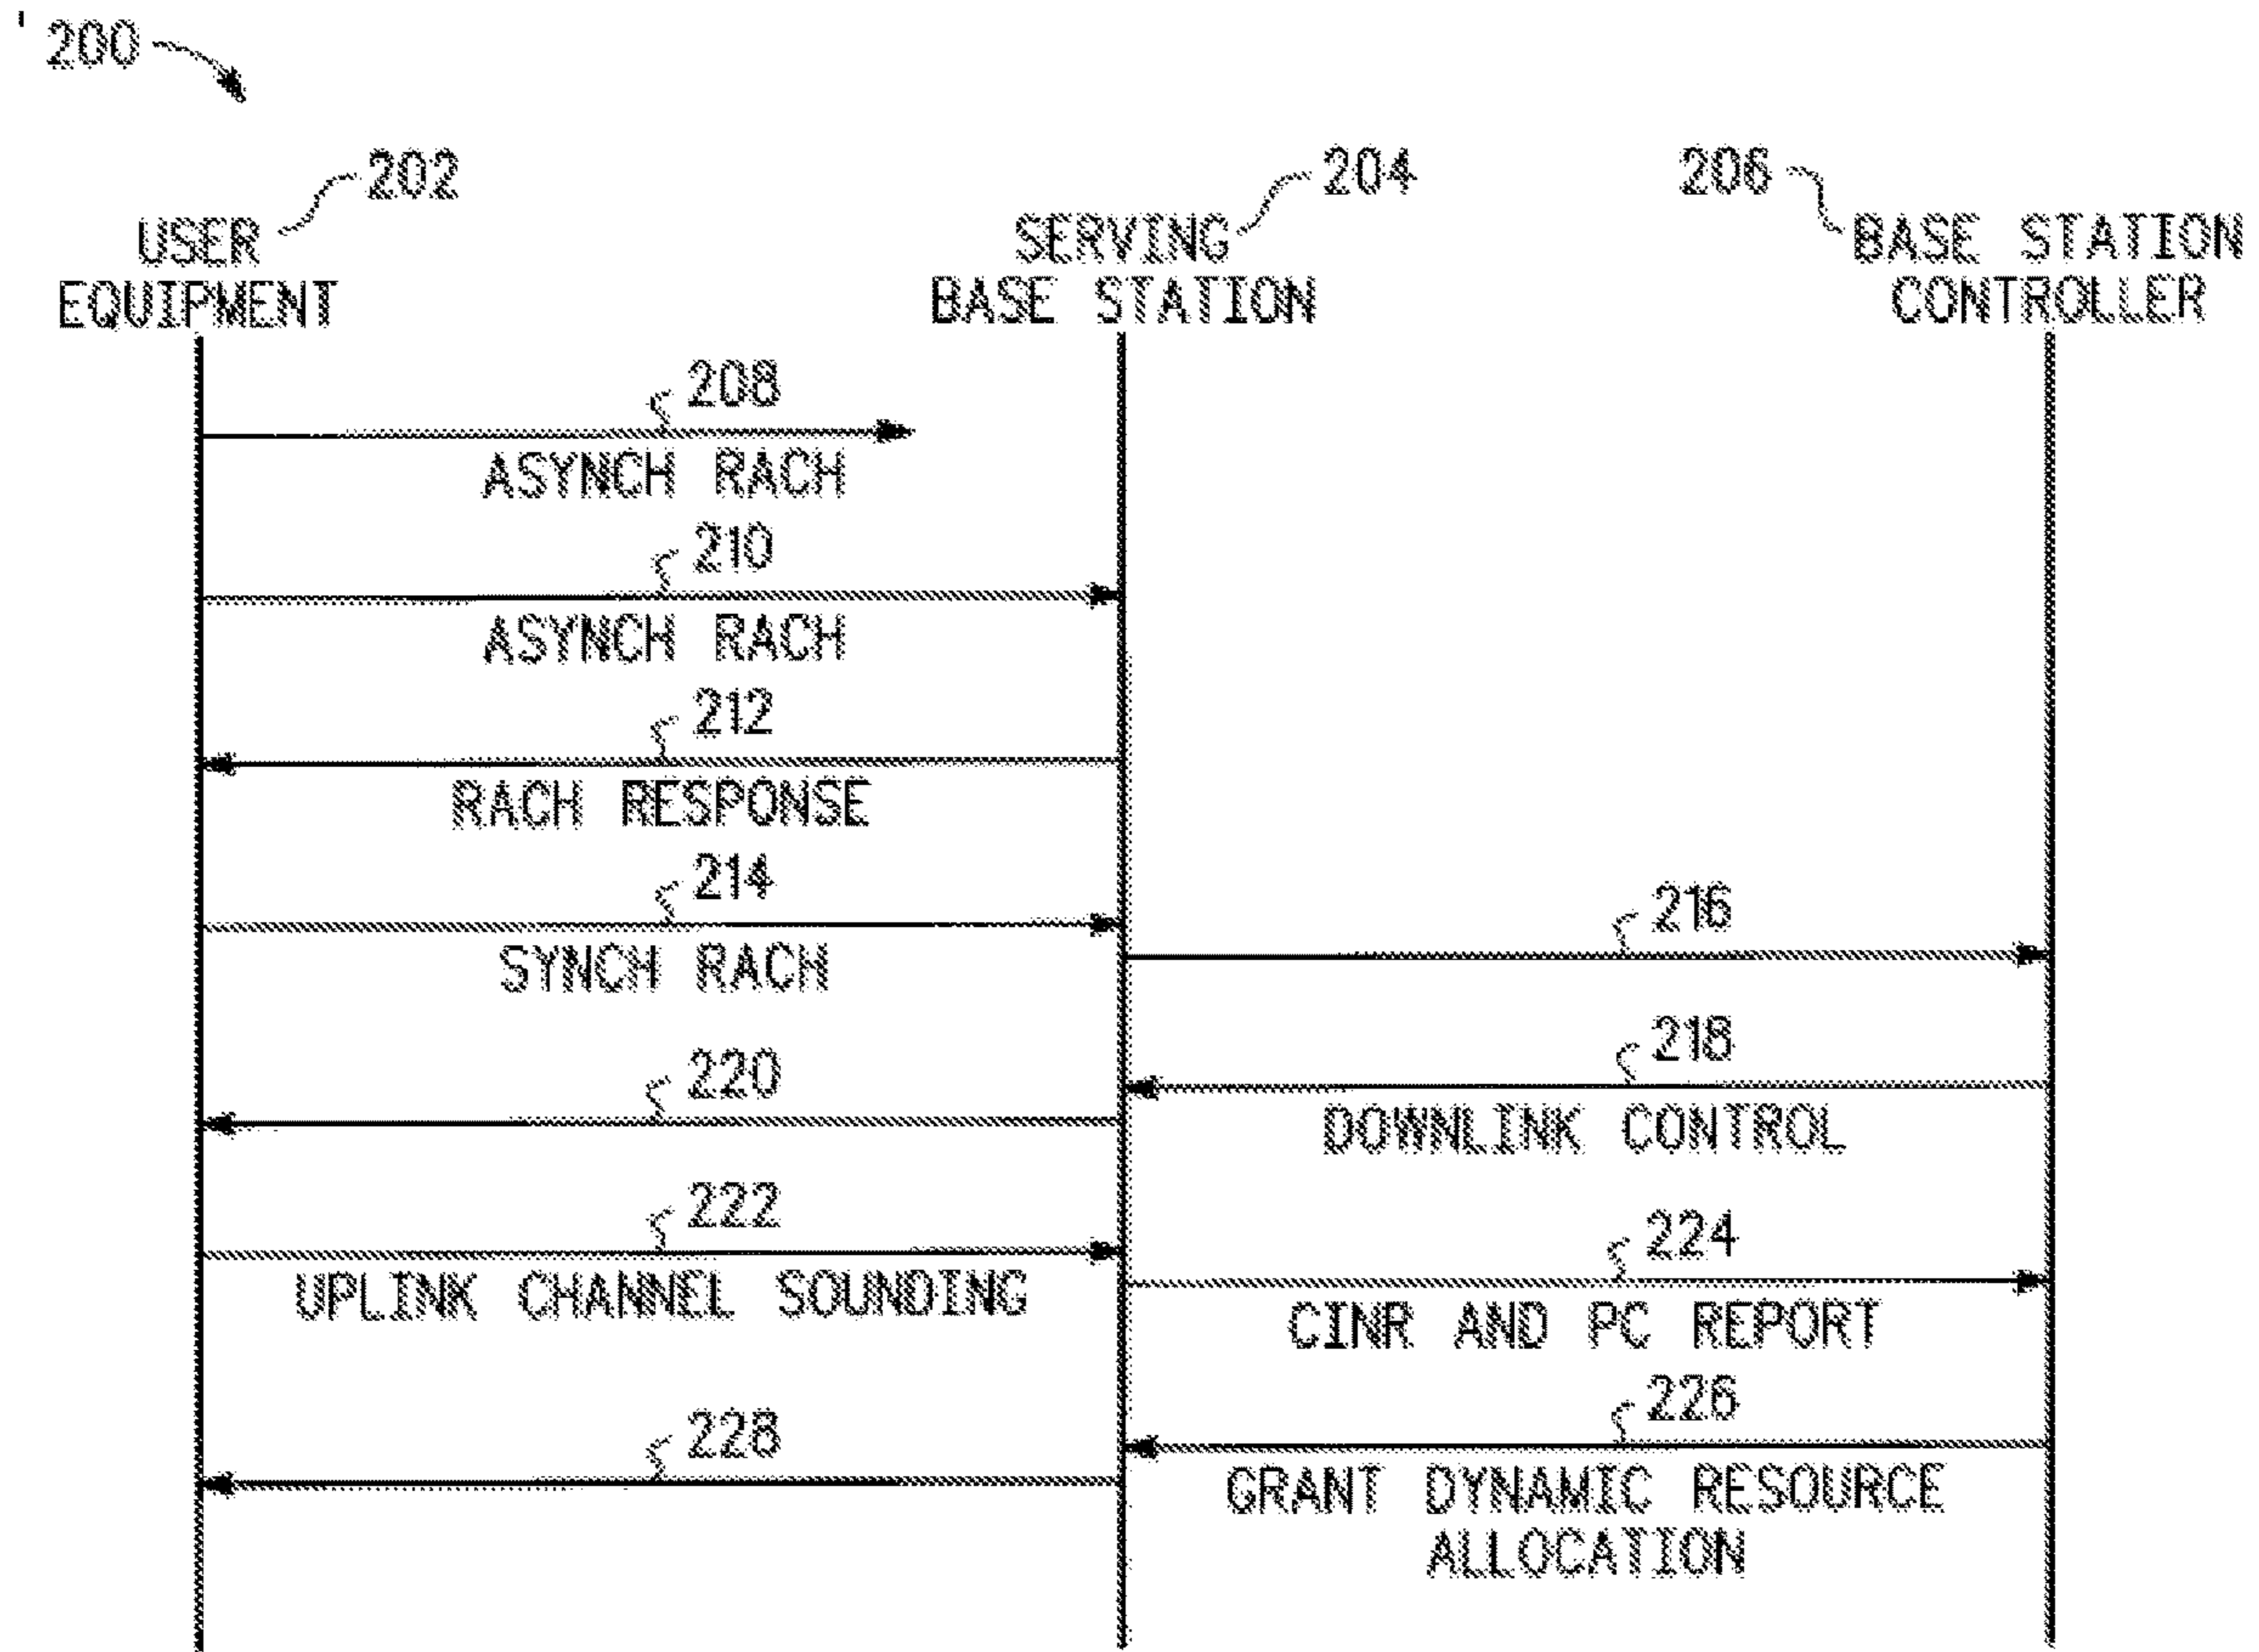 200
202
204
206
USER
EQUIPMENT
SERVING
BASE STATION
BASE STATION
CONTROLLER
208
ASYNCH RACH
210
ASYNCH RACH
212
RACH RESPONSE
214
SYNCH RACH
216
218
DOWNLINK CONTROL
220
222
UPLINK CHANNEL SOUNDING
224
CINR AND PC REPORT
226
GRANT DYNAMIC RESOURCE
ALLOCATION
228